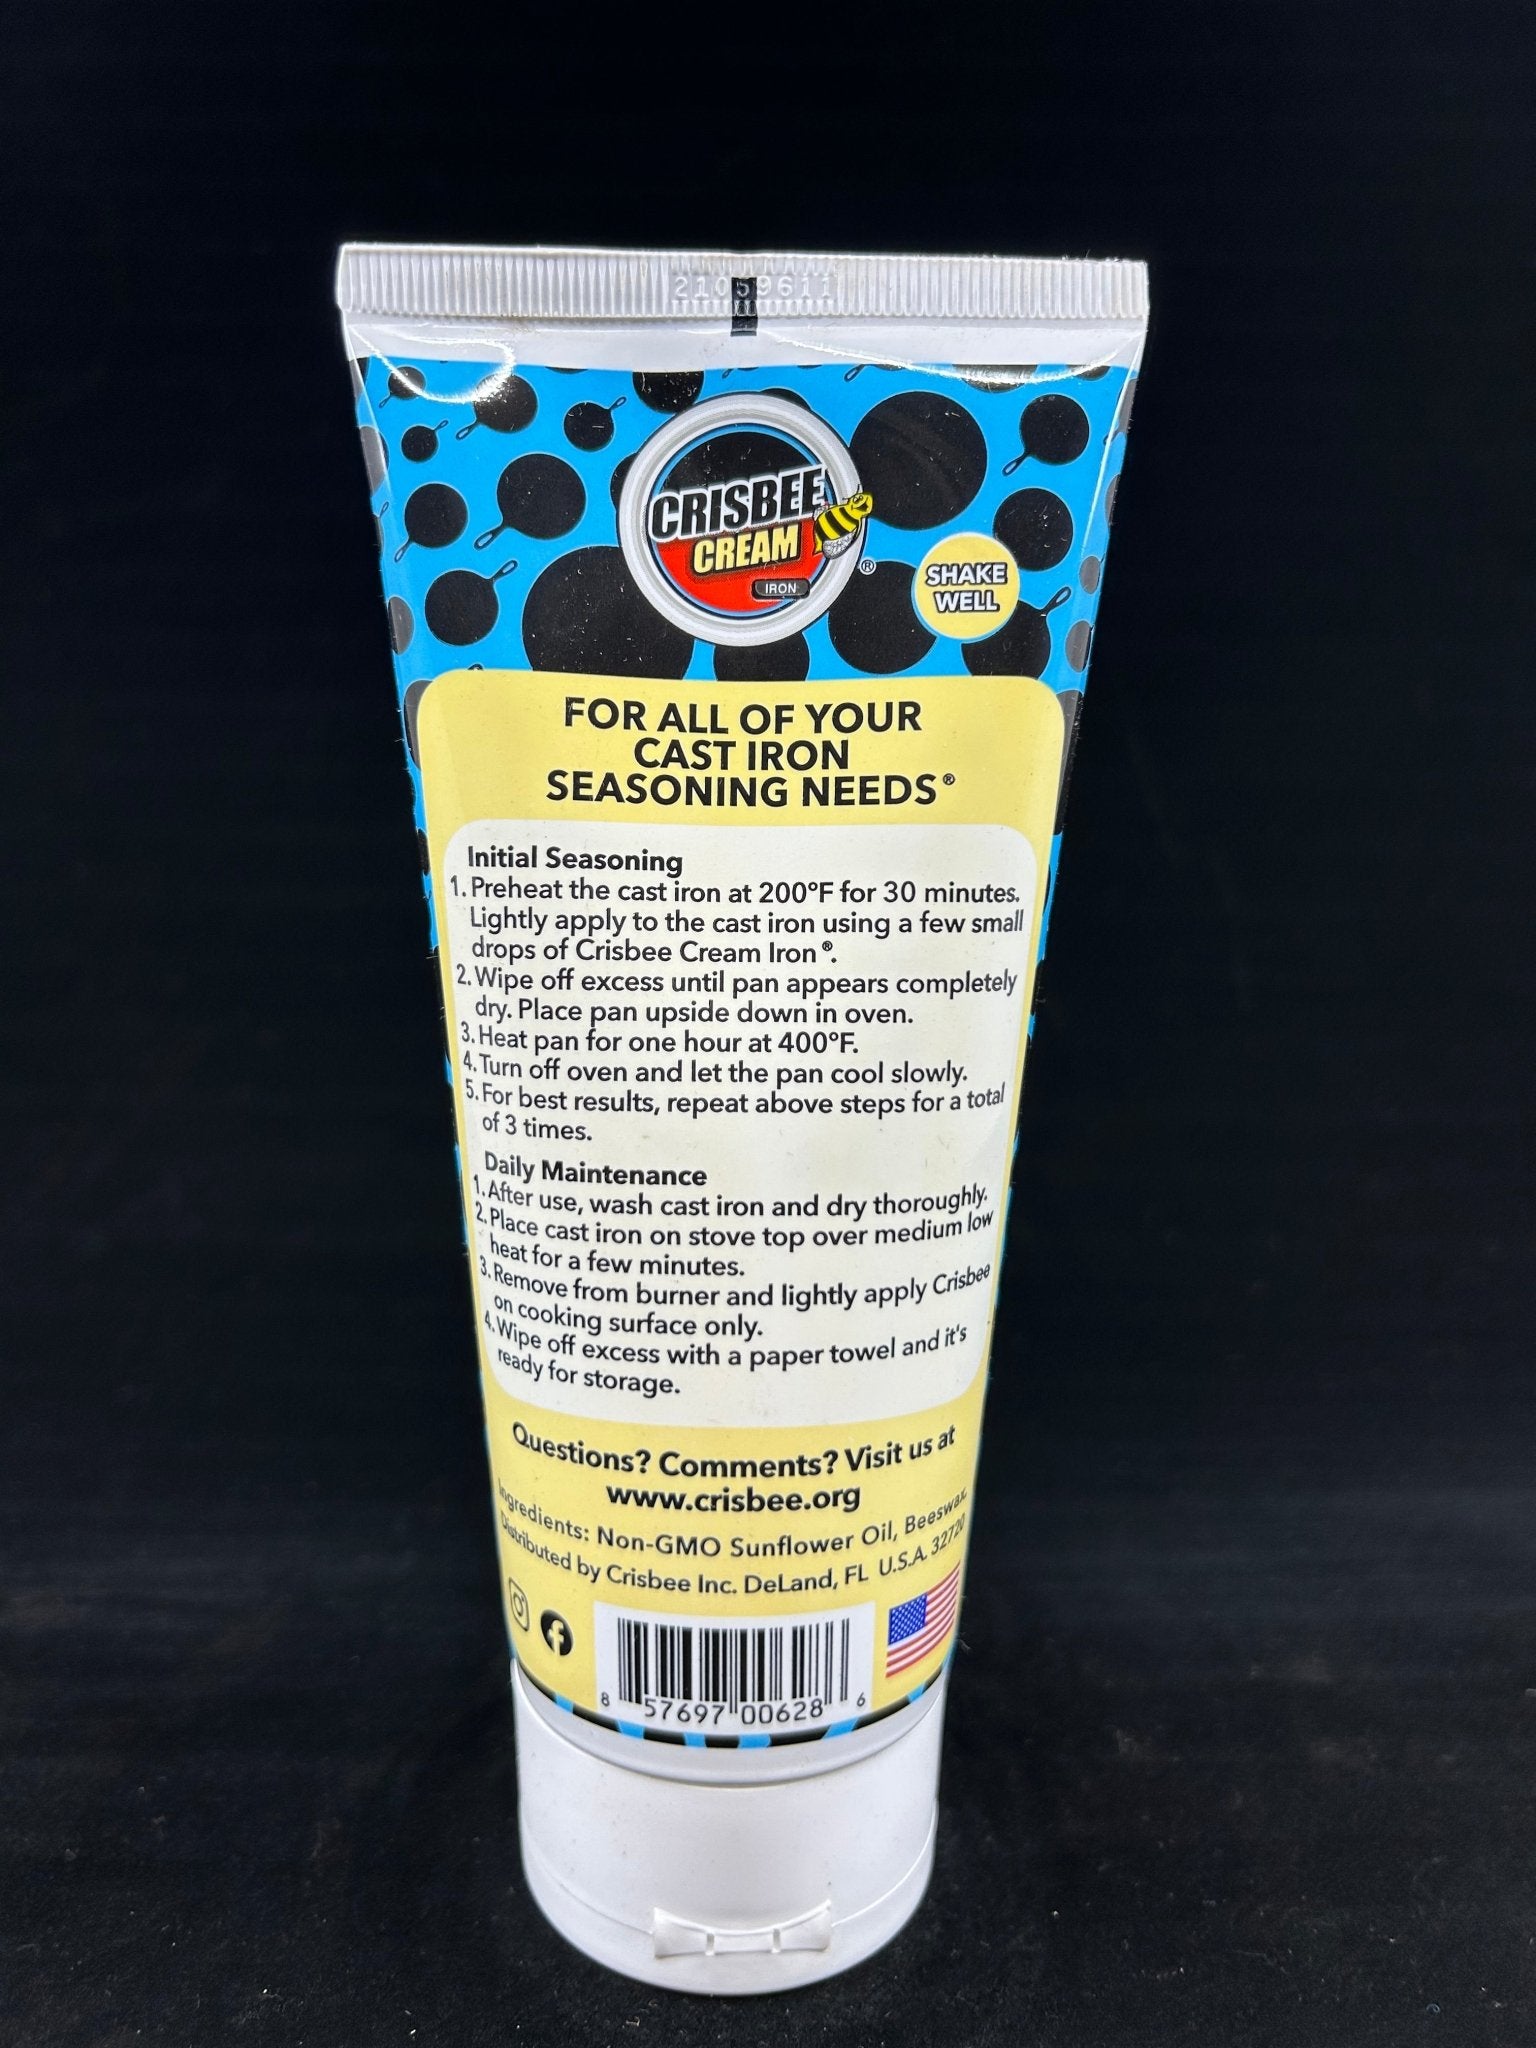 21059611
CRISBEE
CREAM
IRON
®
SHAKE
WELL
FOR ALL OF YOUR
CAST IRON
SEASONING NEEDS®
Initial Seasoning
1. Preheat the cast iron at 200°F for 30 minutes.
Lightly apply to the cast iron using a few small
drops of Crisbee Cream Iron®.
2. Wipe off excess until pan appears completely
dry. Place pan upside down in oven.
3. Heat pan for one hour at 400°F.
4. Turn off oven and let the pan cool slowly.
5. For best results, repeat above steps for a total
of 3 times.
Daily Maintenance
1. After use, wash cast iron and dry thoroughly.
2. Place cast iron on stove top over medium low
heat for a few minutes.
3. Remove from burner and lightly apply Crisbee
on cooking surface only.
4. Wipe off excess with a paper towel and it's
ready for storage.
Questions? Comments? Visit us at
www.crisbee.org
Ingredients: Non-GMO Sunflower Oil, Beeswax.
Distributed by Crisbee Inc. DeLand, FL U.S.A. 32720
8 57697 00628 6